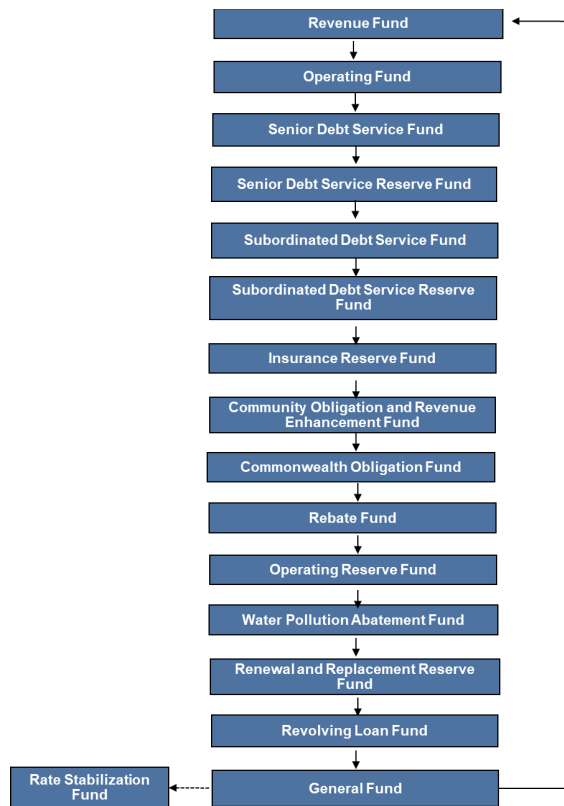 Revenue Fund
Operating Fund
Senior Debt Service Fund
Senior Debt Service Reserve Fund
Subordinated Debt Service Fund
Subordinated Debt Service Reserve
Fund
Insurance Reserve Fund
Community Obligation and Revenue
Enhancement Fund
Commonwealth Obligation Fund
Rebate Fund
Operating Reserve Fund
Water Pollution Abatement Fund
Renewal and Replacement Reserve
Fund
Revolving Loan Fund
Rate Stabilization
Fund
General Fund